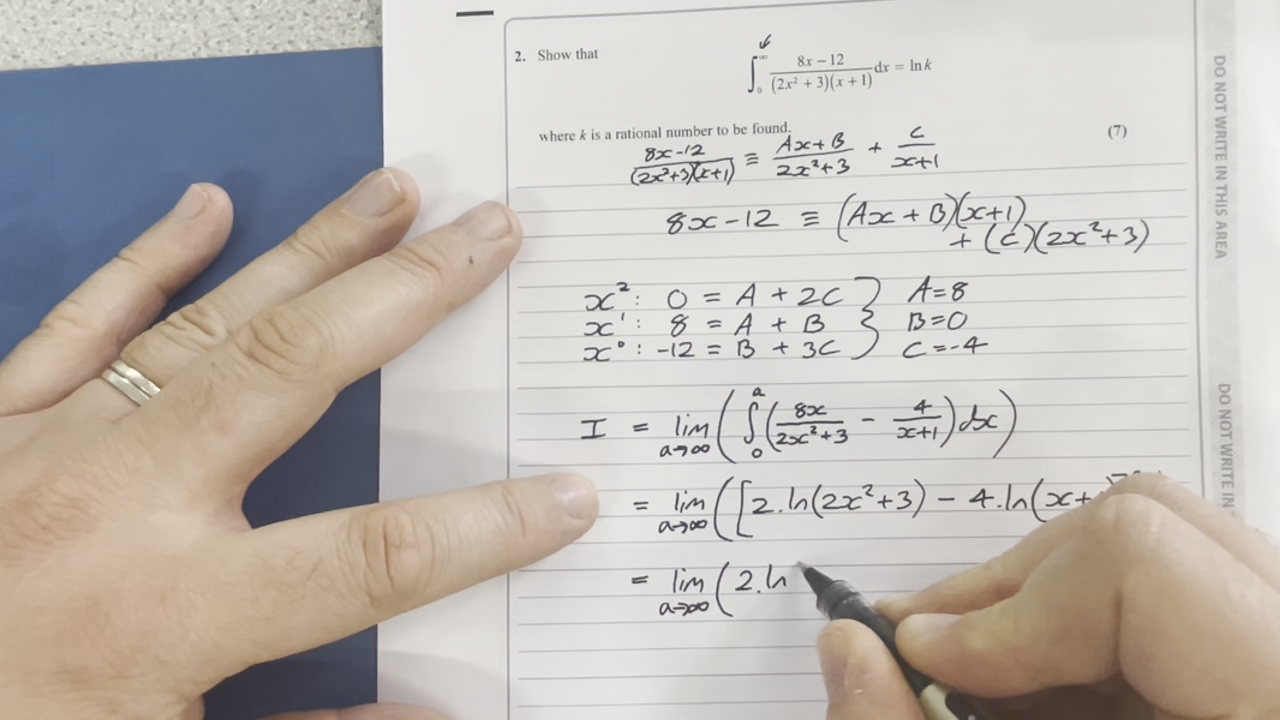 2. Show that
∫₀^∞ 8x − 12 / (2x² + 3)(x + 1) dx = ln k
where k is a rational number to be found.
(7)
8x-12 / (2x²+3)(x+1) ≡ Ax+B / 2x²+3 + C / x+1
8x-12 ≡ (Ax+B)(x+1)
+ (C)(2x²+3)
x²: 0 = A + 2C } A=8
x¹: 8 = A + B } B=0
x⁰: -12 = B + 3C } C=-4
I = lim a→∞ ( ∫₀^a ( 8x / 2x²+3 − 4 / x+1 ) dx )
= lim a→∞ ( [ 2.ln(2x²+3) − 4.ln(x+
= lim a→∞ ( 2.ln
DO NOT WRITE IN THIS AREA
DO NOT WRITE IN